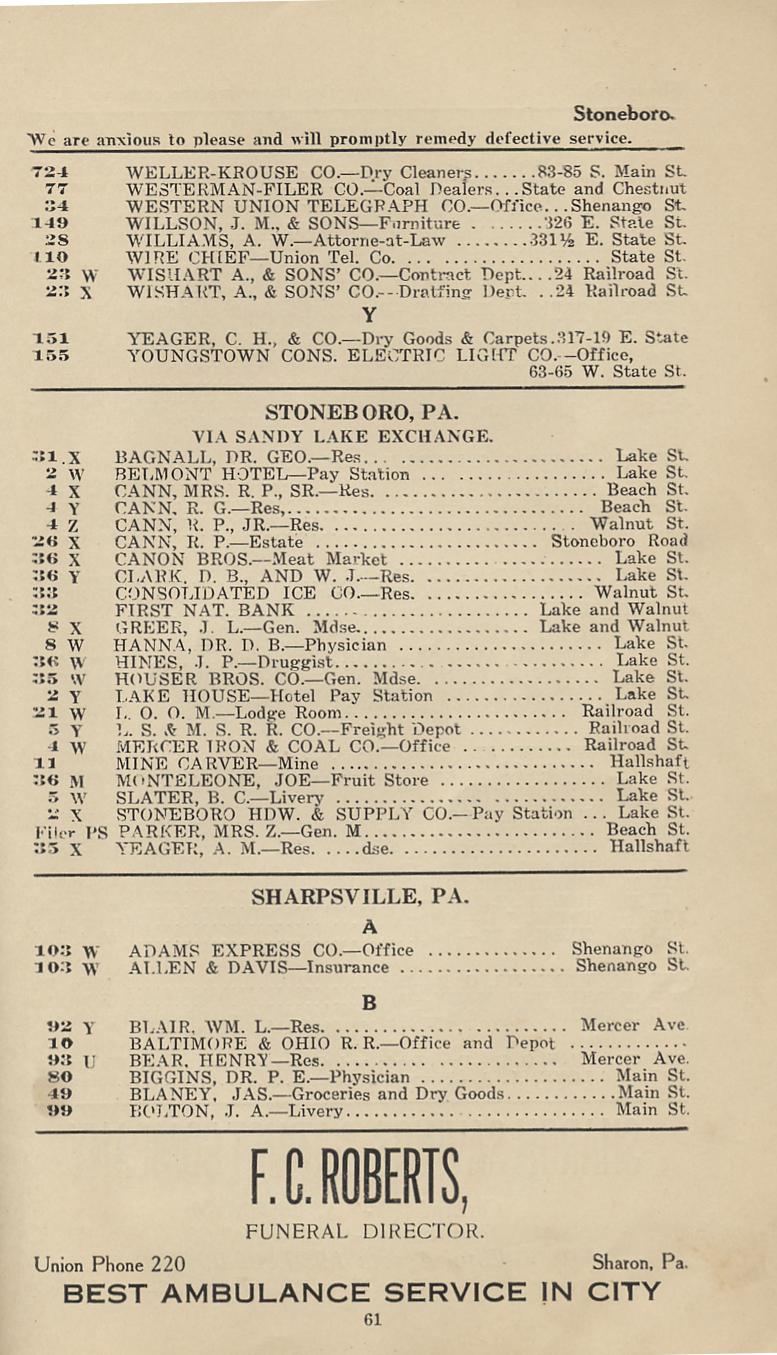 Stoneboro.
We are anxious to please and will promptly remedy defective service.
724 WELLER-KROUSE CO.—Dry Cleaners.......83-85 S. Main St.
77 WESTERMAN-FILER CO.—Coal Dealers...State and Chestnut
34 WESTERN UNION TELEGRAPH CO.—Office...Shenango St.
149 WILLSON, J. M., & SONS—Furniture . ......326 E. State St.
28 WILLIAMS, A. W.—Attorne-at-Law ........331½ E. State St.
110 WIRE CHIEF—Union Tel. Co. ... ................. State St.
23 W WISHART A., & SONS' CO.—Contract Dept...24 Railroad St.
23 X WISHART, A., & SONS' CO.--Dratfing Dept. ..24 Railroad St.
Y
151 YEAGER, C. H., & CO.—Dry Goods & Carpets.317-19 E. State
155 YOUNGSTOWN CONS. ELECTRIC LIGHT CO.—Office,
63-65 W. State St.
STONEBORO, PA.
VIA SANDY LAKE EXCHANGE.
31 X BAGNALL, DR. GEO.—Res... ....................... Lake St.
2 W BELMONT HOTEL—Pay Station ... ................ Lake St.
4 X CANN, MRS. R. P., SR.—Res. ....................... Beach St.
4 Y CANN, R. G.—Res,................................. Beach St.
4 Z CANN, R. P., JR.—Res. ........................... Walnut St.
26 X CANN, R. P.—Estate ......................... Stoneboro Road
36 X CANON BROS.—Meat Market ......................... Lake St.
36 Y CLARK, D. B., AND W. J.—Res. .................... Lake St.
33 CONSOLIDATED ICE CO.—Res. .................... Walnut St.
32 FIRST NAT. BANK ......................... Lake and Walnut
8 X GREER, J. L.—Gen. Mdse.................... Lake and Walnut
8 W HANNA, DR. D. B.—Physician ...................... Lake St.
36 W HINES, J. P.—Druggist............................ Lake St.
35 W HOUSER BROS. CO.—Gen. Mdse. ..................... Lake St.
2 Y LAKE HOUSE—Hotel Pay Station ................. Lake St.
21 W L. O. O. M.—Lodge Room......................... Railroad St.
5 Y L. S. & M. S. R. R. CO.—Freight Depot ........... Railroad St.
4 W MERCER IRON & COAL CO.—Office ............ Railroad St.
11 MINE CARVER—Mine .............................. Hallshaft
36 M MONTELEONE, JOE—Fruit Store .................. Lake St.
5 W SLATER, B. C.—Livery ............................ Lake St.
2 X STONEBORO HDW. & SUPPLY CO.—Pay Station ... Lake St.
Filer PS PARKER, MRS. Z.—Gen. M......................... Beach St.
35 X YEAGER, A. M.—Res. ....dse. ..................... Hallshaft
SHARPSVILLE, PA.
A
103 W ADAMS EXPRESS CO.—Office .............. Shenango St.
103 W ALLEN & DAVIS—Insurance .................. Shenango St.
B
92 Y BLAIR, WM. L.—Res. .......................... Mercer Ave.
10 BALTIMORE & OHIO R. R.—Office and Depot .............
93 U BEAR, HENRY—Res. ........................... Mercer Ave.
80 BIGGINS, DR. P. E.—Physician .................... Main St.
49 BLANEY, JAS.—Groceries and Dry Goods............Main St.
99 BOLTON, J. A.—Livery............................. Main St.
F. C. ROBERTS,
FUNERAL DIRECTOR.
Union Phone 220 Sharon, Pa.
BEST AMBULANCE SERVICE IN CITY
61